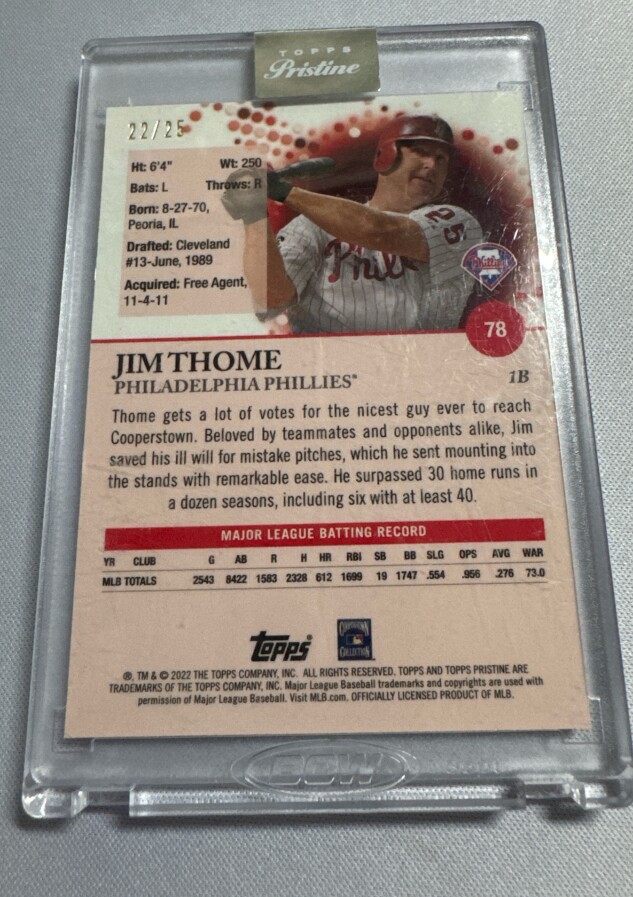 TOPPS
Pristine
22/25
Ht: 6'4" Wt: 250
Bats: L Throws: R
Born: 8-27-70,
Peoria, IL
Drafted: Cleveland
#13-June, 1989
Acquired: Free Agent,
11-4-11
25
Phil
Phillies
78
JIM THOME
PHILADELPHIA PHILLIES® 1B
Thome gets a lot of votes for the nicest guy ever to reach
Cooperstown. Beloved by teammates and opponents alike, Jim
saved his ill will for mistake pitches, which he sent mounting into
the stands with remarkable ease. He surpassed 30 home runs in
a dozen seasons, including six with at least 40.
MAJOR LEAGUE BATTING RECORD
YR CLUB G AB R H HR RBI SB BB SLG OPS AVG WAR
MLB TOTALS 2543 8422 1583 2328 612 1699 19 1747 .554 .956 .276 73.0
Topps
COOPERSTOWN
COLLECTION
®, TM & © 2022 THE TOPPS COMPANY, INC. ALL RIGHTS RESERVED. TOPPS AND TOPPS PRISTINE ARE
TRADEMARKS OF THE TOPPS COMPANY, INC. Major League Baseball trademarks and copyrights are used with
permission of Major League Baseball. Visit MLB.com. OFFICIALLY LICENSED PRODUCT OF MLB.
BCW